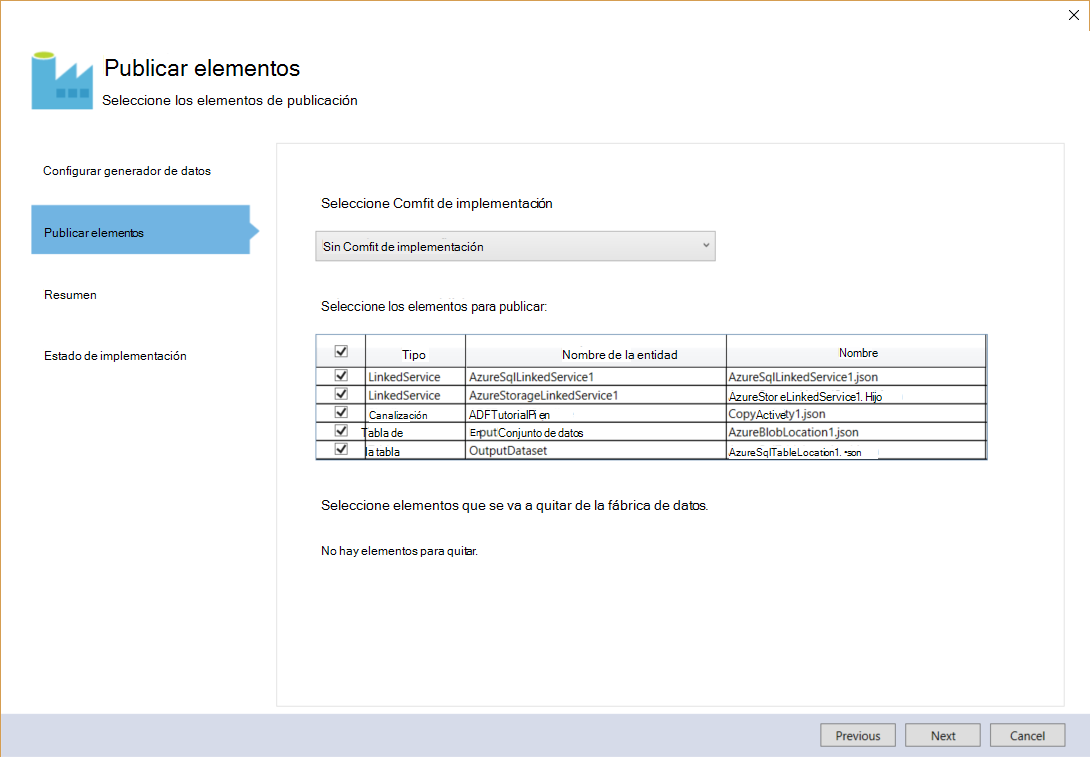 Publicar elementos
Seleccione los elementos de publicación
Configurar generador de datos
Publicar elementos
Resumen
Estado de implementación
Seleccione Comfit de implementación
Sin Comfit de implementación
Seleccione los elementos para publicar:
Tipo Nombre de la entidad Nombre
LinkedService AzureSqlLinkedService1 AzureSqlLinkedService1.json
LinkedService AzureStorageLinkedService1 AzureStor eLinkedService1. Hijo
Canalización ADFTutorialPi en CopyActivety1.json
Tabla de EnputConjunto de datos AzureBlobLocation1.json
la tabla OutputDataset AzureSqlTableLocation1. •son
Seleccione elementos que se va a quitar de la fábrica de datos.
No hay elementos para quitar.
Previous Next Cancel